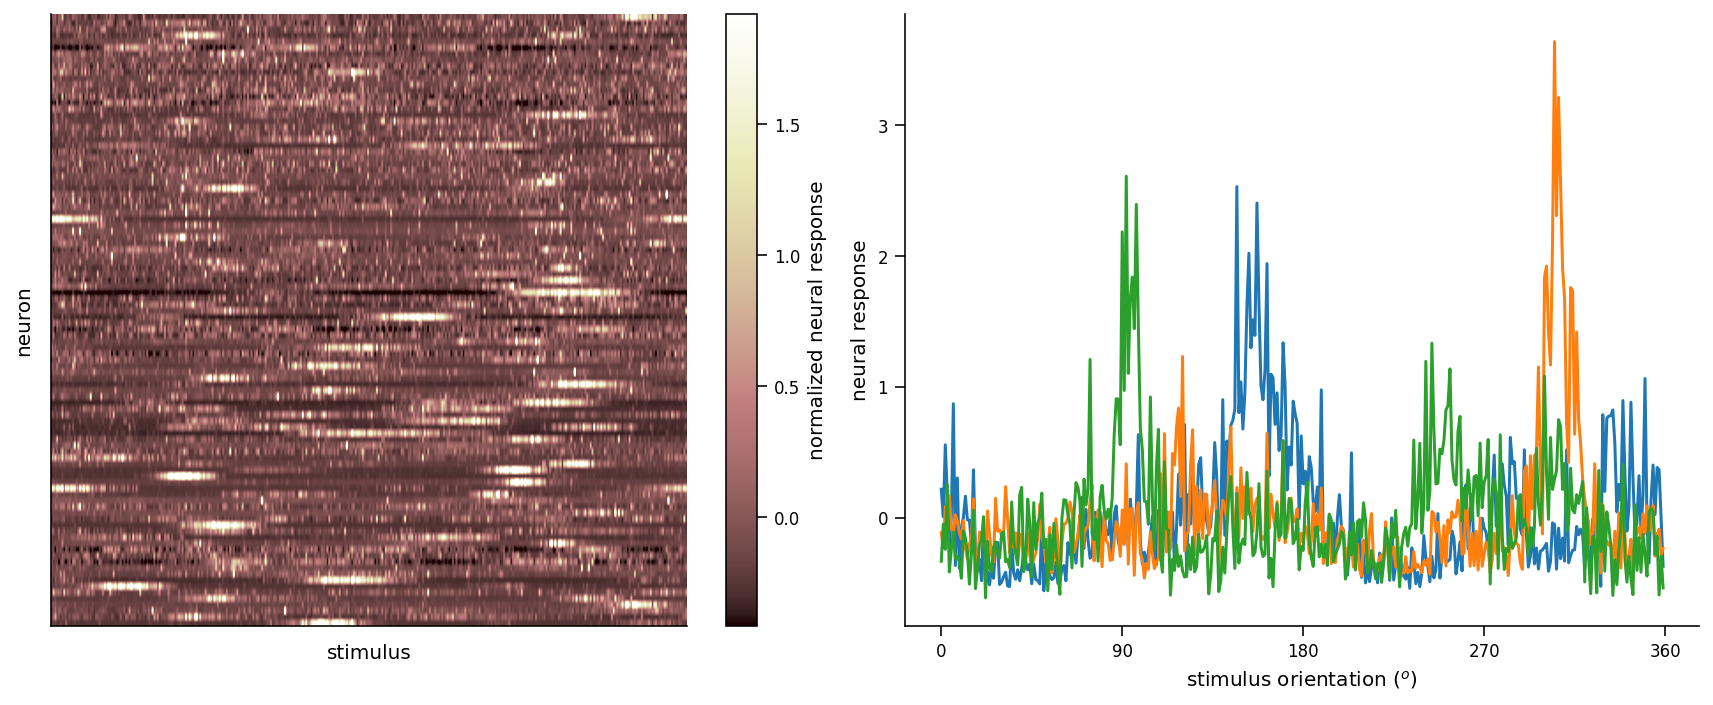 neuron
stimulus
1.5
1.0
0.5
0.0
normalized neural response
neural response
3
2
1
0
0 90 180 270 360
stimulus orientation (o)